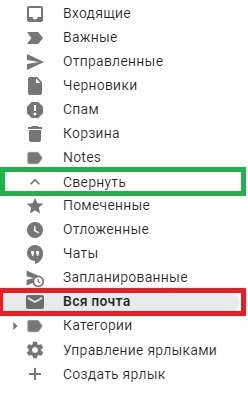 Входящие
Важные
Отправленные
Черновики
Спам
Корзина
Notes
Свернуть
Помеченные
Отложенные
Чаты
Запланированные
Вся почта
Категории
Управление ярлыками
Создать ярлык